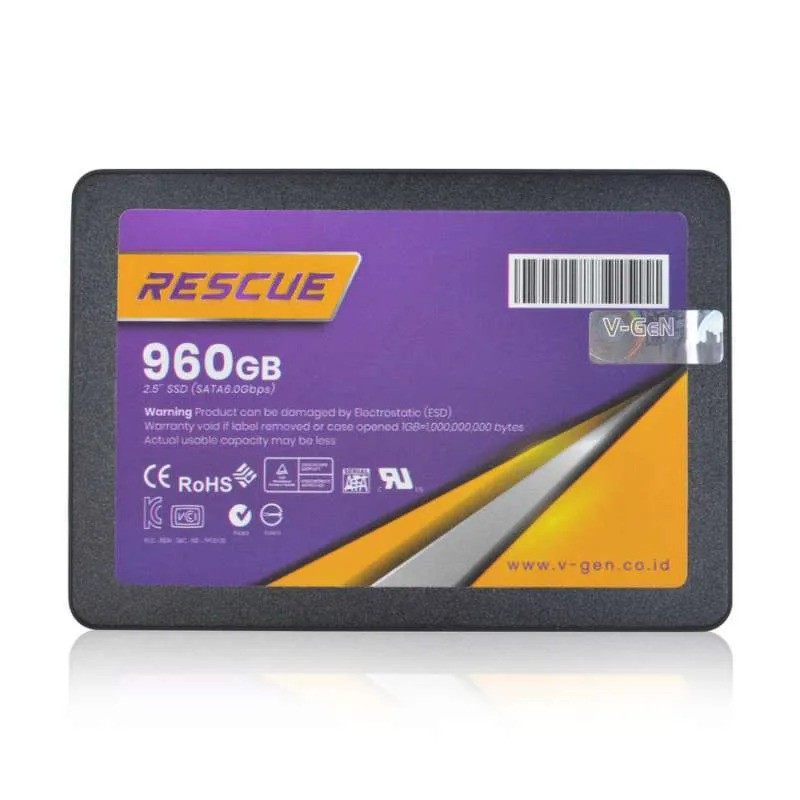 RESCUE
V-GeN
960GB
2.5" SSD (SATA6.0Gbps)
Warning Product can be damaged by Electrostatic (ESD)
Warranty void if label removed or case opened 1GB=1,000,000,000 bytes
Actual usable capacity may be less
CE RoHS
SERIAL
ATA
www.v-gen.co.id